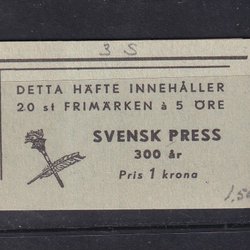 3 S
DETTA HÄFTE INNEHÅLLER
20 st FRIMÄRKEN à 5 ÖRE
SVENSK PRESS
300 år
Pris 1 krona